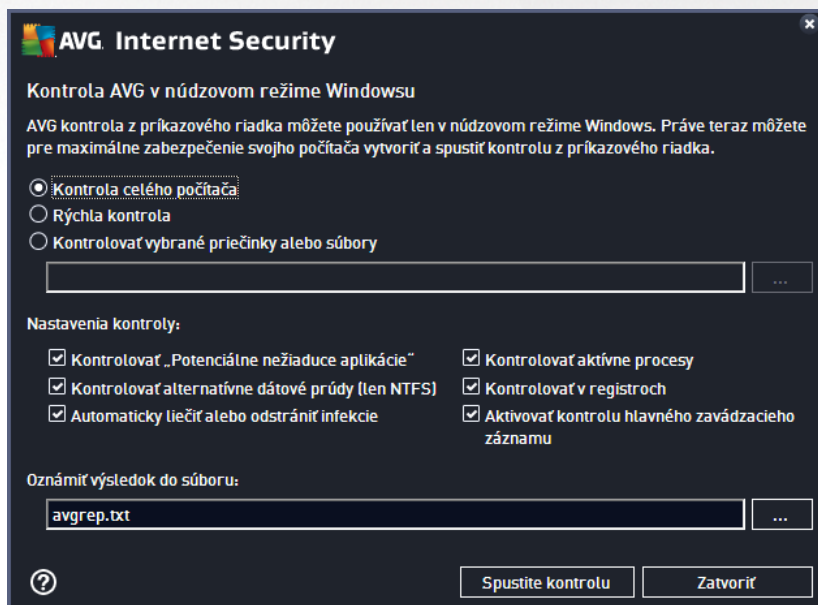 AVG Internet Security
Kontrola AVG v núdzovom režime Windowsu
AVG kontrola z príkazového riadka môžete používať len v núdzovom režime Windows. Práve teraz môžete
pre maximálne zabezpečenie svojho počítača vytvoriť a spustiť kontrolu z príkazového riadka.
Kontrola celého počítača
Rýchla kontrola
Kontrolovať vybrané priečinky alebo súbory
...
Nastavenia kontroly:
Kontrolovať „Potenciálne nežiaduce aplikácie“
Kontrolovať aktívne procesy
Kontrolovať alternatívne dátové prúdy (len NTFS)
Kontrolovať v registroch
Automaticky liečiť alebo odstrániť infekcie
Aktivovať kontrolu hlavného zavádzacieho
záznamu
Oznámiť výsledok do súboru:
avgrep.txt
...
?
Spustite kontrolu
Zatvoriť